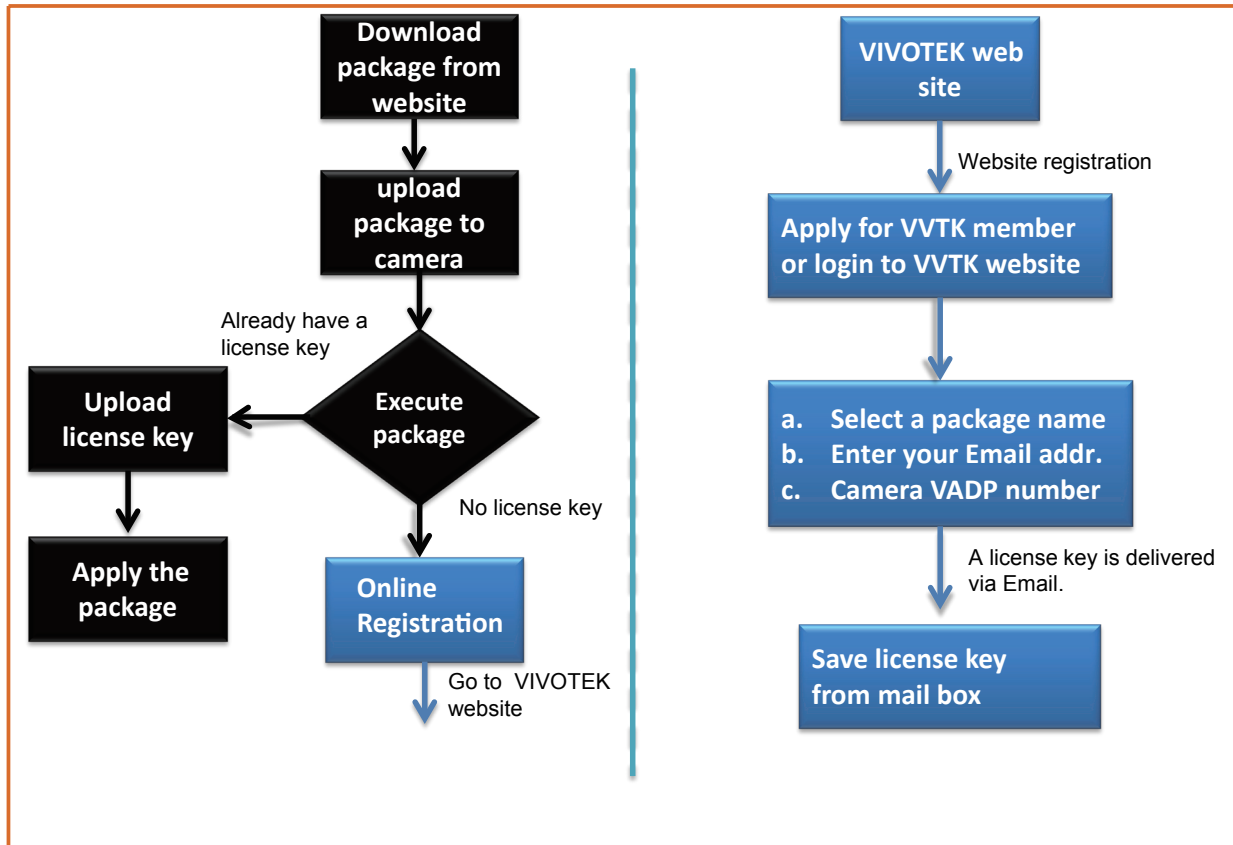 Download
package from
website
upload
package to
camera
Already have a
license key
Execute
package
Upload
license key
Apply the
package
No license key
Online
Registration
Go to VIVOTEK
website
VIVOTEK web
site
Website registration
Apply for VVTK member
or login to VVTK website
a. Select a package name
b. Enter your Email addr.
c. Camera VADP number
A license key is delivered
via Email.
Save license key
from mail box